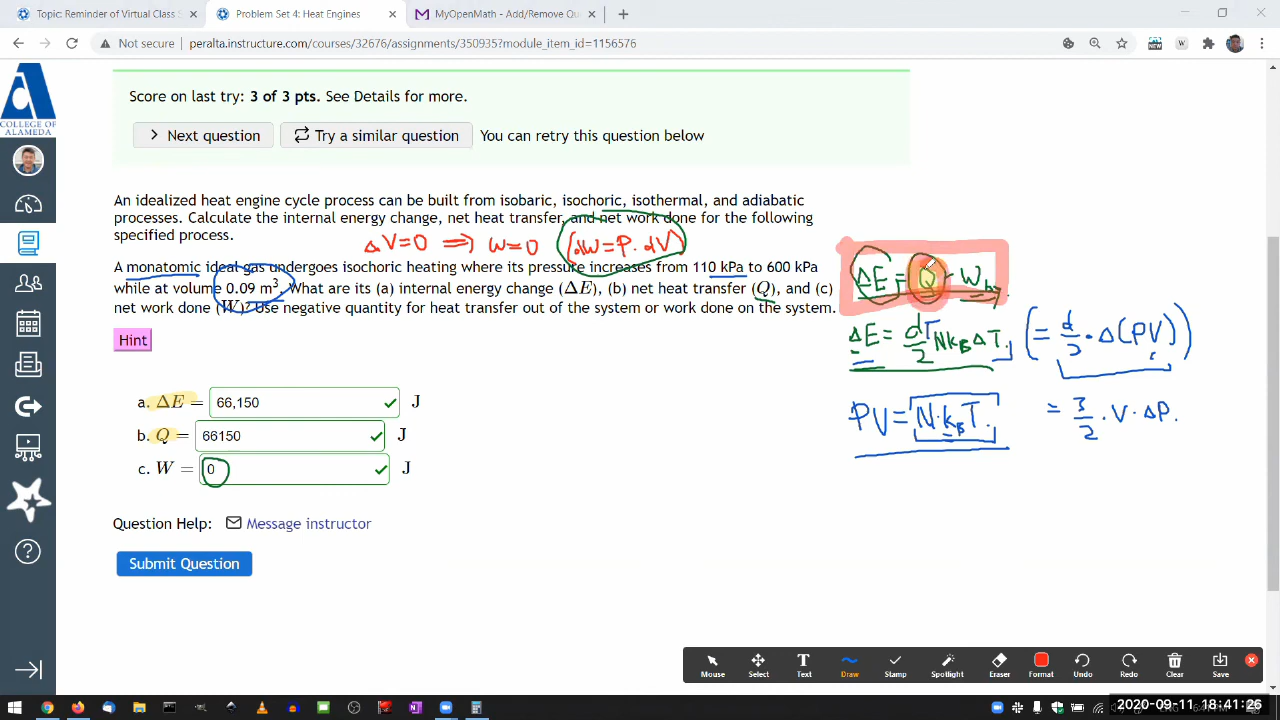 Topic: Reminder of Virtual Class S
Problem Set 4: Heat Engines
MyOpenMath - Add/Remove Qu
Not secure
peralta.instructure.com/courses/32676/assignments/350935?module_item_id=1156576
COLLEGE OF
ALAMEDA
Score on last try: 3 of 3 pts. See Details for more.
> Next question
Try a similar question
You can retry this question below
An idealized heat engine cycle process can be built from isobaric, isochoric, isothermal, and adiabatic
processes. Calculate the internal energy change, net heat transfer, and net work done for the following
specified process.
ΔV=0 ⟹ W=0 (dW=P·dV)
A monatomic ideal gas undergoes isochoric heating where its pressure increases from 110 kPa to 600 kPa
while at volume 0.09 m³. What are its (a) internal energy change (ΔE), (b) net heat transfer (Q), and (c)
net work done (W)? Use negative quantity for heat transfer out of the system or work done on the system.
Hint
a. ΔE = 66,150 J
b. Q = 66150 J
c. W = 0 J
Question Help: Message instructor
Submit Question
ΔE = Q - W by
ΔE = d/2 N k_B ΔT. (= d/2 · Δ(PV))
PV = N·k_B T. = 3/2 · V · ΔP.
Mouse
Select
Text
Draw
Stamp
Spotlight
Eraser
Format
Undo
Redo
Clear
Save
2020-09-11 18:41:26